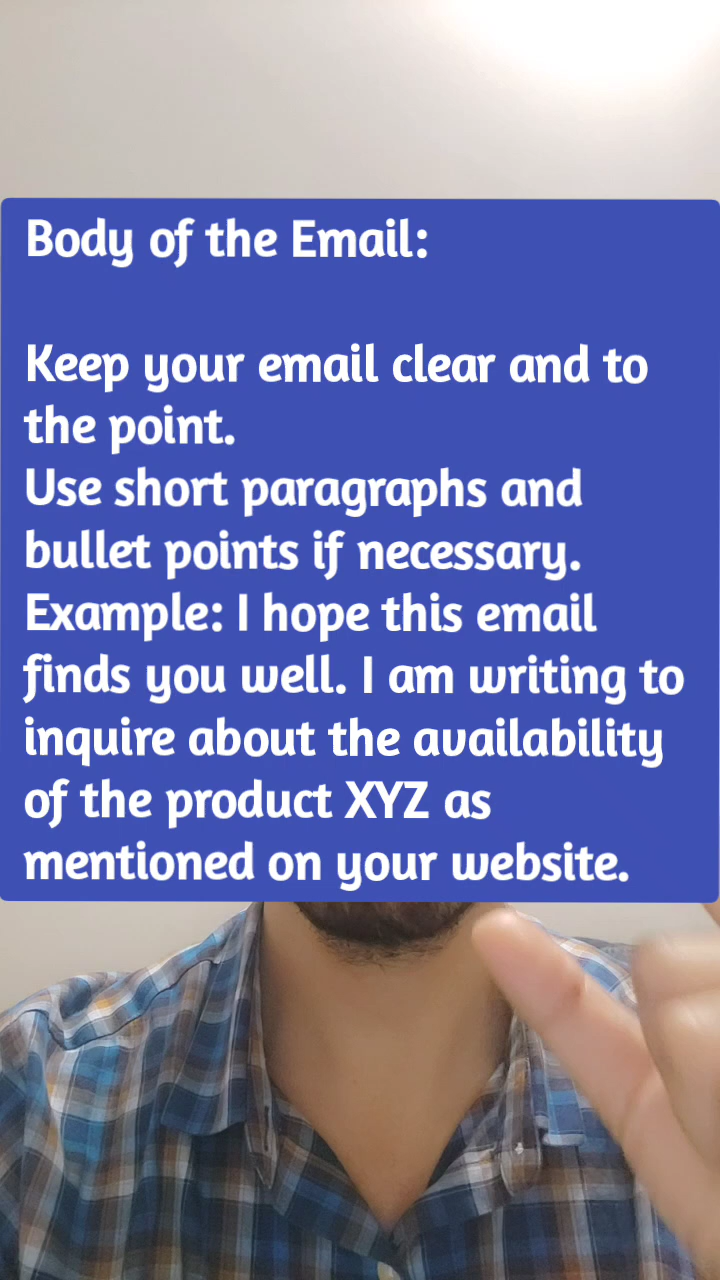 Body of the Email:
Keep your email clear and to
the point.
Use short paragraphs and
bullet points if necessary.
Example: I hope this email
finds you well. I am writing to
inquire about the availability
of the product XYZ as
mentioned on your website.